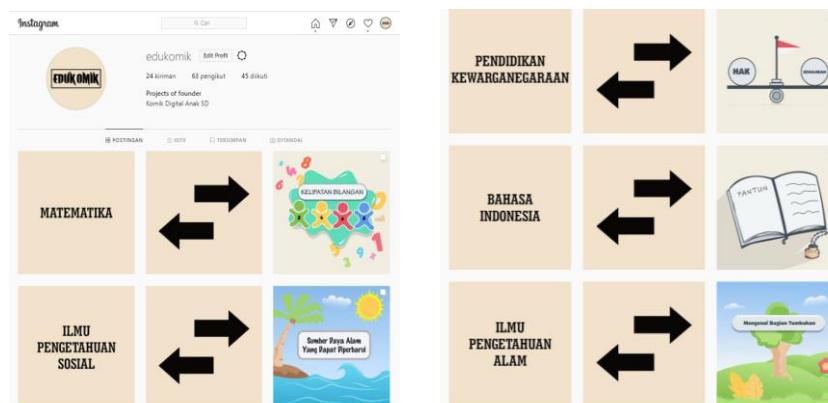 Instagram
Cari
EDUKOMIK
edukomik
Edit Profil
24 kiriman 63 pengikut 45 diikuti
Projects of founder
Komik Digital Anak SD
POSTINGAN
IGTV
TERSIMPAN
DITANDAI
MATEMATIKA
KELIPATAN BILANGAN
ILMU
PENGETAHUAN
SOSIAL
Sumber Daya Alam
Yang Dapat Diperbarui
PENDIDIKAN
KEWARGANEGARAAN
HAK
BAHASA
INDONESIA
PANTUN
ILMU
PENGETAHUAN
ALAM
Mengenal Bagian Tumbuhan